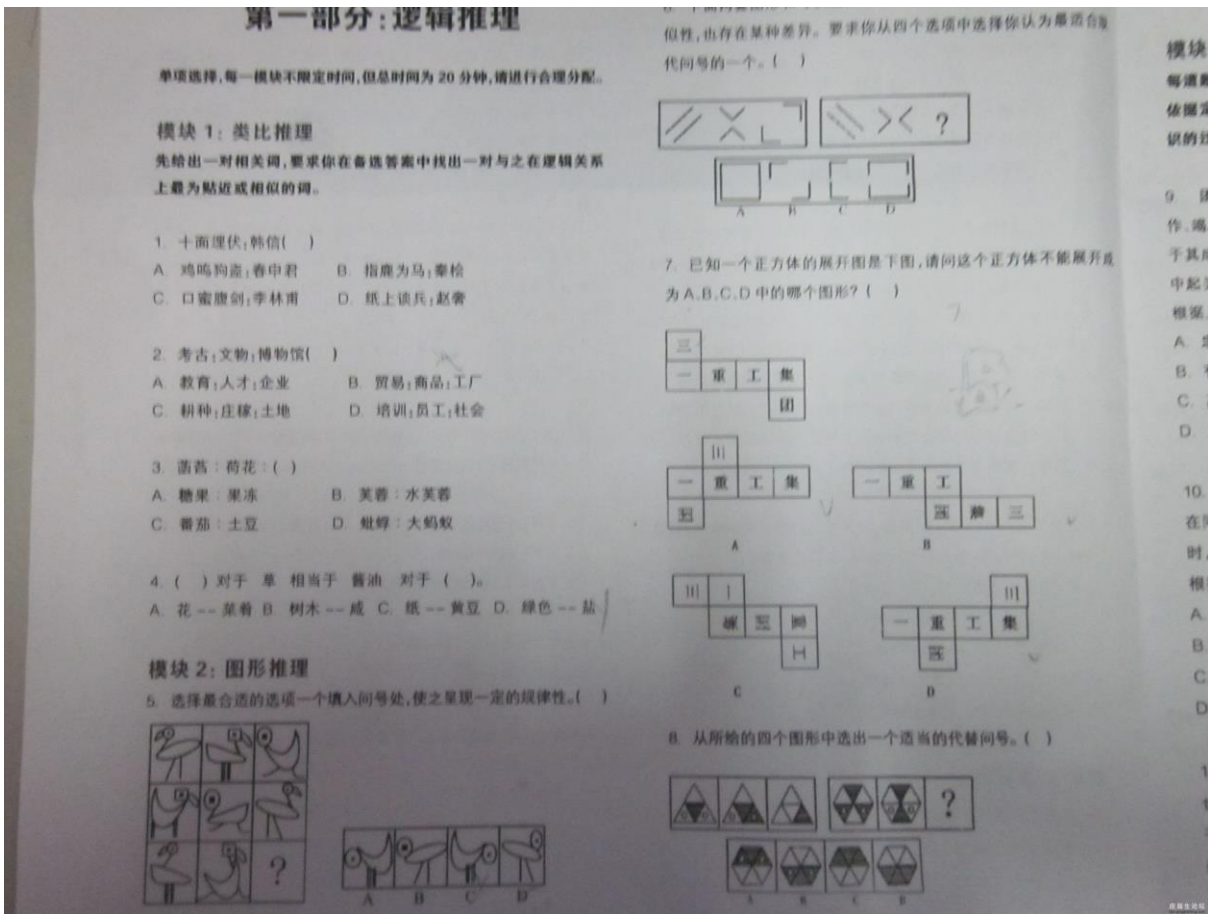 第一部分:逻辑推理
单项选择,每一模块不限定时间,但总时间为 20 分钟,请进行合理分配。
模块 1: 类比推理
先给出一对相关词,要求你在备选答案中找出一对与之在逻辑关系
上最为贴近或相似的词。
1. 十面埋伏;韩信( )
A. 鸡鸣狗盗;春申君 B. 指鹿为马;秦桧
C. 口蜜腹剑;李林甫 D. 纸上谈兵;赵奢
2. 考古;文物;博物馆( )
A. 教育;人才;企业 B. 贸易;商品;工厂
C. 耕种;庄稼;土地 D. 培训;员工;社会
3. 菡萏:荷花:( )
A. 糖果:果冻 B. 芙蓉:水芙蓉
C. 番茄:土豆 D. 蚍蜉:大蚂蚁
4. ( )对于 草 相当于 酱油 对于 ( )。
A. 花 -- 菜肴 B. 树木 -- 咸 C. 纸 -- 黄豆 D. 绿色 -- 盐
模块 2: 图形推理
5. 选择最合适的选项一个填入问号处,使之呈现一定的规律性。( )
?
A B C D
似性,也存在某种差异。要求你从四个选项中选择你认为最适合
代问号的一个。( )
?
A B C D
7. 已知一个正方体的展开图是下图,请问这个正方体不能展开成
为 A、B、C、D 中的哪个图形?( )
三
一 重 工 集
团
三
一 重 工 集
团
A
一 重 工
团 集 三
B
三 一
集 团 重
工
C
三
一 重 工 集
团
D
8. 从所给的四个图形中选出一个适当的代替问号。( )
?
A B C D
模块
每道
依据定
识的过
9.
作、喝
于其
中起
根据
A.
B.
C.
D.
10.
在
时,
根
A.
B
C
D